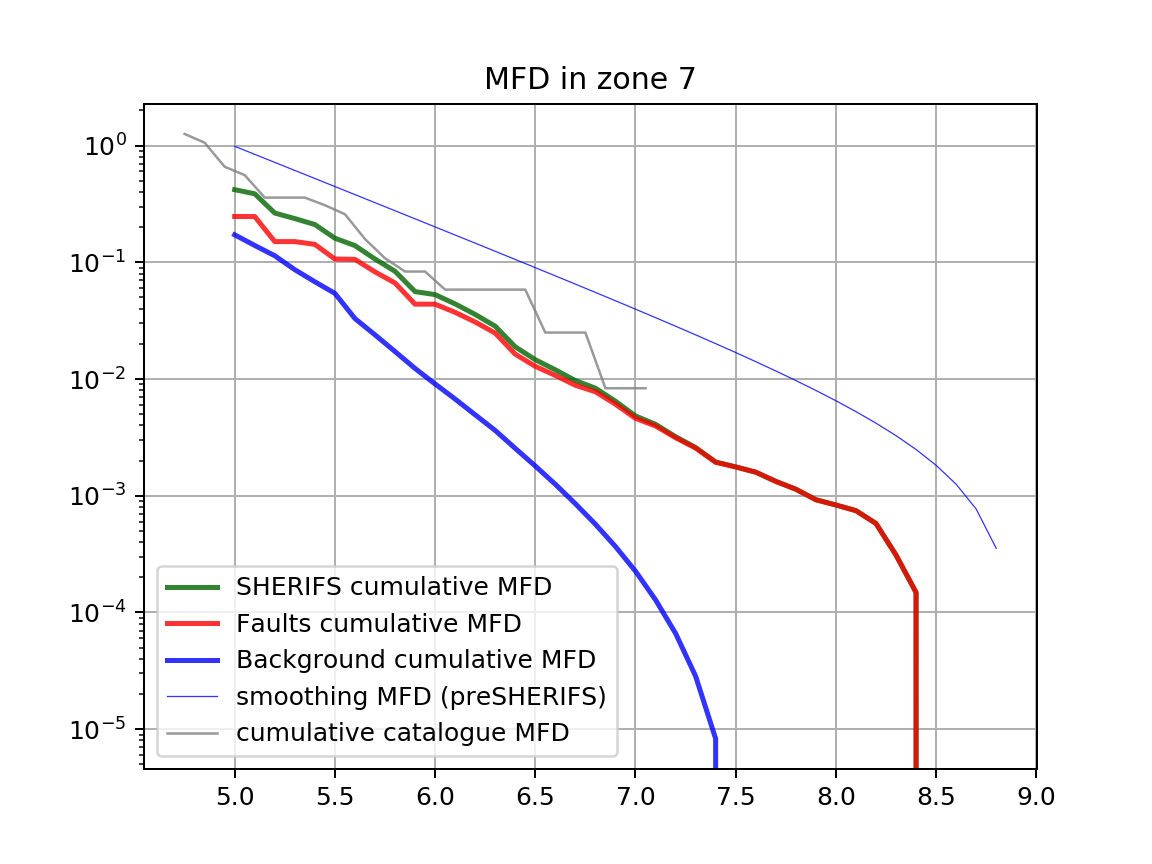 MFD in zone 7
10⁰
10⁻¹
10⁻²
10⁻³
10⁻⁴
10⁻⁵
SHERIFS cumulative MFD
Faults cumulative MFD
Background cumulative MFD
smoothing MFD (preSHERIFS)
cumulative catalogue MFD
5.0 5.5 6.0 6.5 7.0 7.5 8.0 8.5 9.0